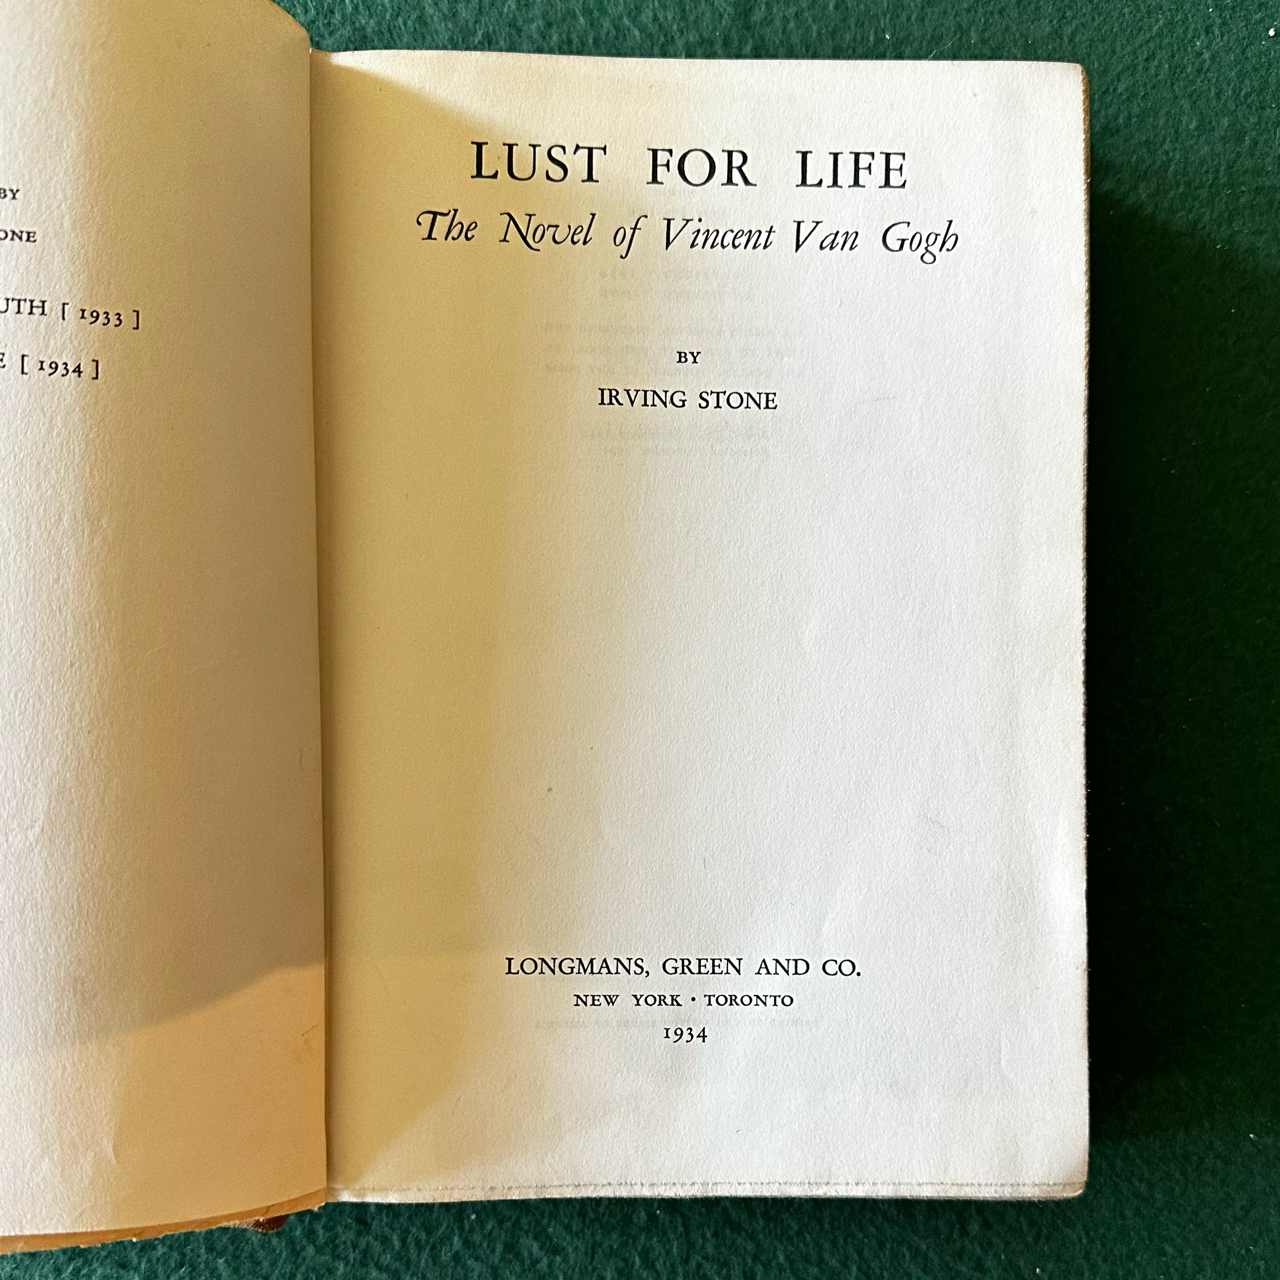 BY
UTH [ 1933 ]
[ 1934 ]
LUST FOR LIFE
The Novel of Vincent Van Gogh
BY
IRVING STONE
LONGMANS, GREEN AND CO.
NEW YORK · TORONTO
1934